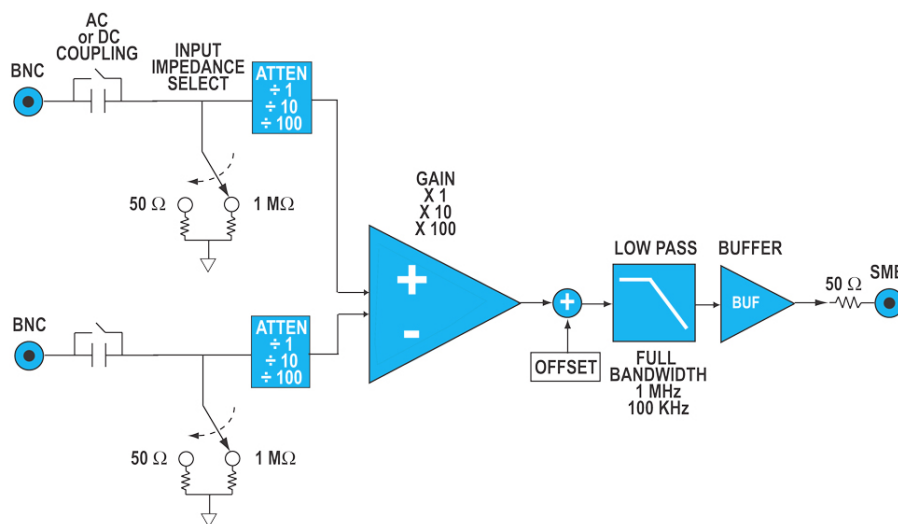 AC
or DC
COUPLING
BNC
INPUT
IMPEDANCE
SELECT
ATTEN
÷ 1
÷ 10
÷ 100
50 Ω
1 MΩ
GAIN
X 1
X 10
X 100
+
-
LOW PASS
BUFFER
+
BUF
50 Ω
SMB
OFFSET
FULL
BANDWIDTH
1 MHz
100 KHz
BNC
ATTEN
÷ 1
÷ 10
÷ 100
50 Ω
1 MΩ